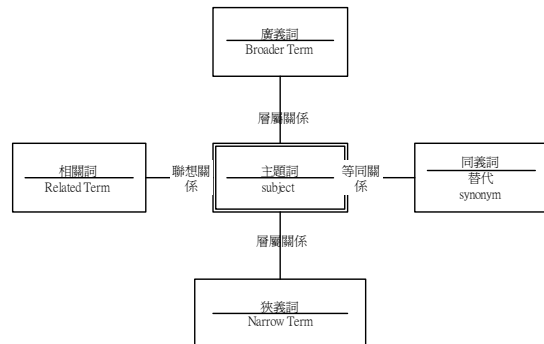 廣義詞
Broader Term
層屬關係
相關詞
Related Term
聯想關
係
主題詞
subject
等同關
係
同義詞
替代
synonym
層屬關係
狹義詞
Narrow Term